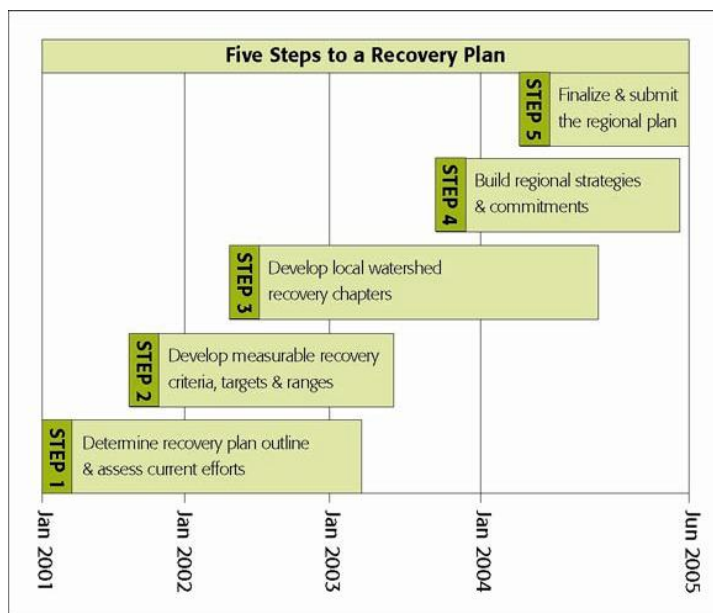 Five Steps to a Recovery Plan
STEP 5
Finalize & submit
the regional plan
STEP 4
Build regional strategies
& commitments
STEP 3
Develop local watershed
recovery chapters
STEP 2
Develop measurable recovery
criteria, targets & ranges
STEP 1
Determine recovery plan outline
& assess current efforts
Jan 2001
Jan 2002
Jan 2003
Jan 2004
Jun 2005